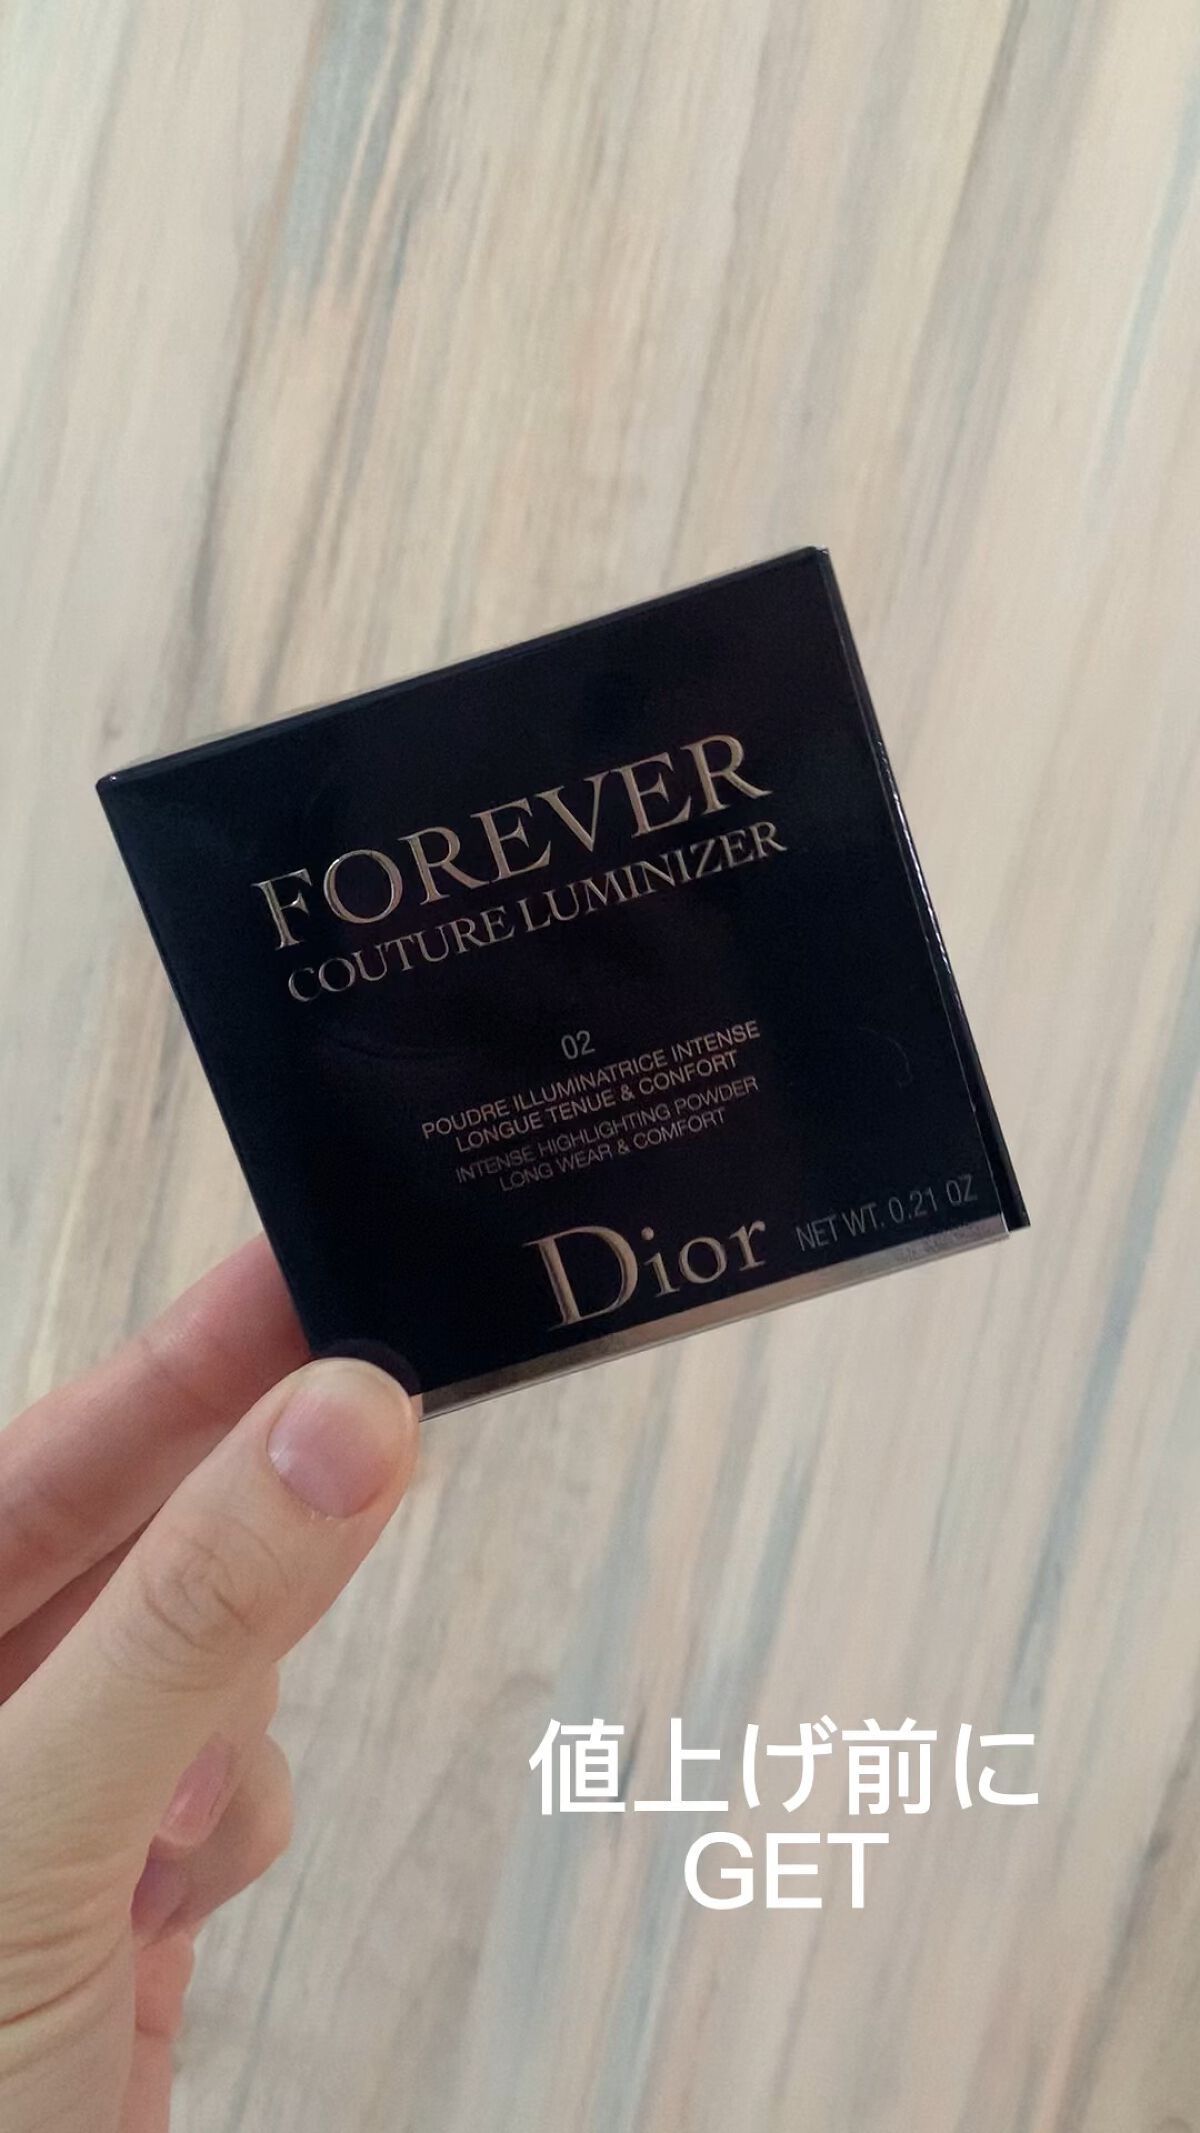 FOREVER
COUTURE LUMINIZER
02
POUDRE ILLUMINATRICE INTENSE
LONGUE TENUE & CONFORT
INTENSE HIGHLIGHTING POWDER
LONG WEAR & COMFORT
Dior
NET WT. 0.21 OZ
値上げ前に
GET